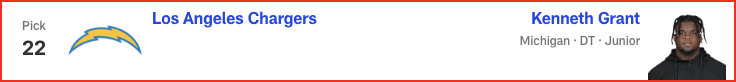 Pick
22
Los Angeles Chargers
Kenneth Grant
Michigan · DT · Junior